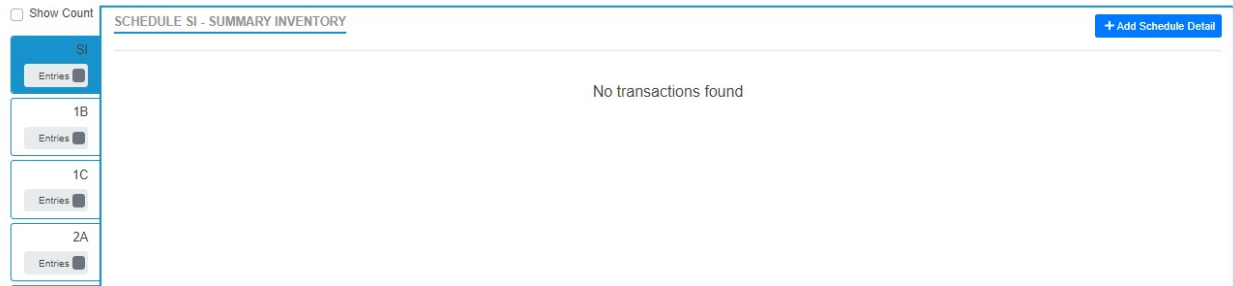 Show Count
SI
Entries
1B
Entries
1C
Entries
2A
Entries
SCHEDULE SI - SUMMARY INVENTORY
+ Add Schedule Detail
No transactions found